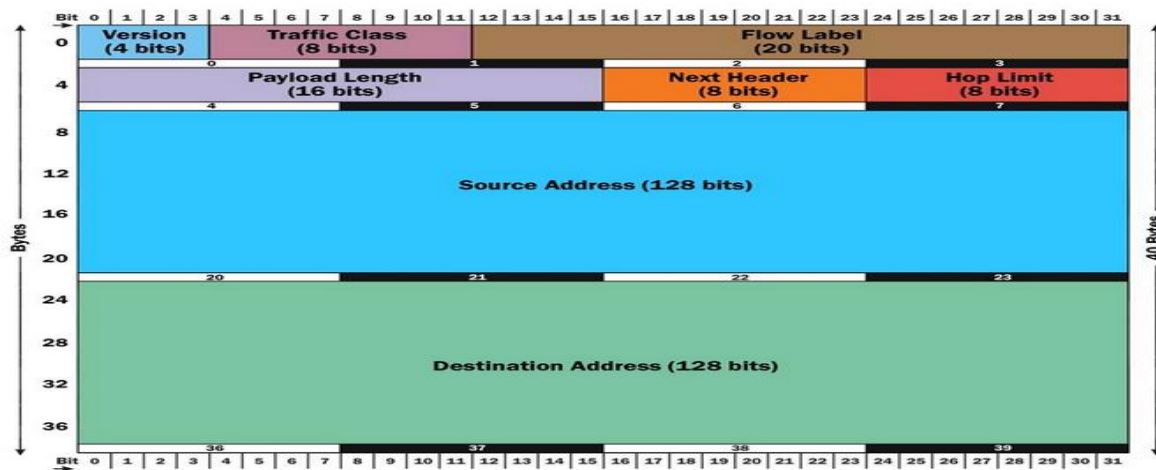 Bit 0 1 2 3 4 5 6 7 8 9 10 11 12 13 14 15 16 17 18 19 20 21 22 23 24 25 26 27 28 29 30 31
0
Version
(4 bits)
Traffic Class
(8 bits)
Flow Label
(20 bits)
0 1 2 3
4
Payload Length
(16 bits)
Next Header
(8 bits)
Hop Limit
(8 bits)
4 5 6 7
8
12
Source Address (128 bits)
16
20
20 21 22 23
24
28
Destination Address (128 bits)
32
36
36 37 38 39
Bytes
40 Bytes
Bit 0 1 2 3 4 5 6 7 8 9 10 11 12 13 14 15 16 17 18 19 20 21 22 23 24 25 26 27 28 29 30 31